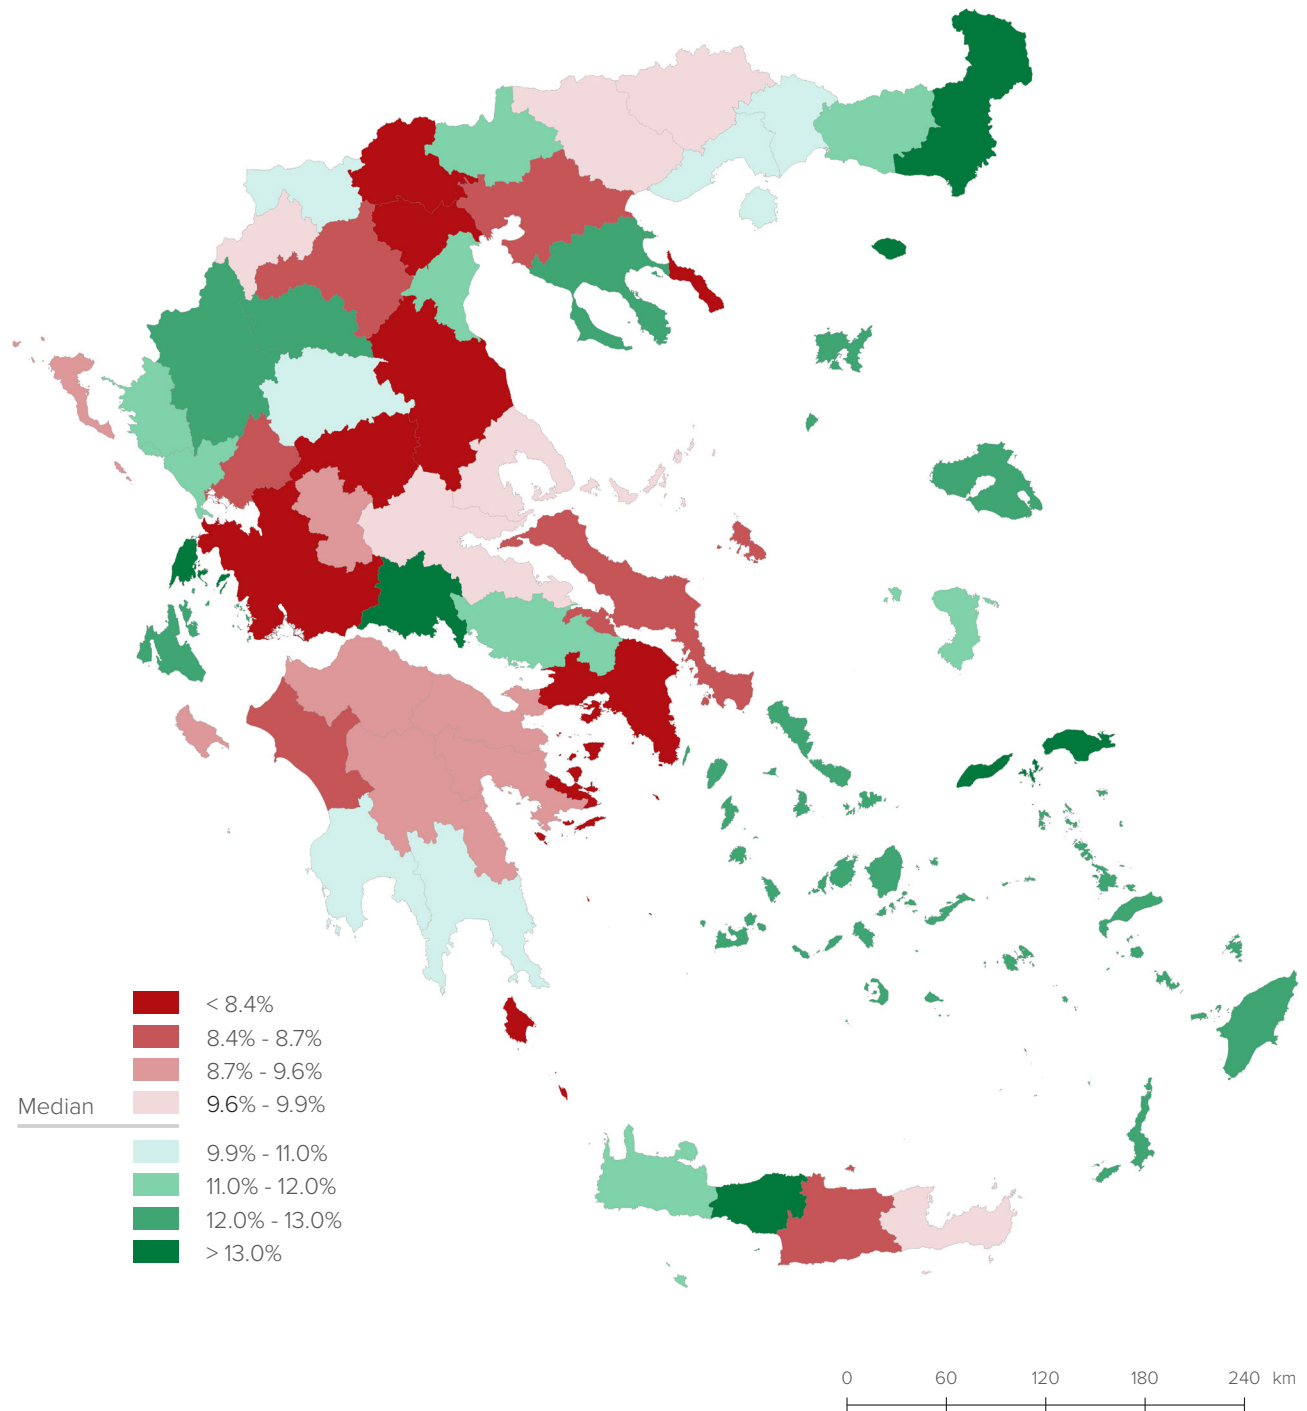 < 8.4%
8.4% - 8.7%
8.7% - 9.6%
9.6% - 9.9%
Median
9.9% - 11.0%
11.0% - 12.0%
12.0% - 13.0%
> 13.0%
0 60 120 180 240 km